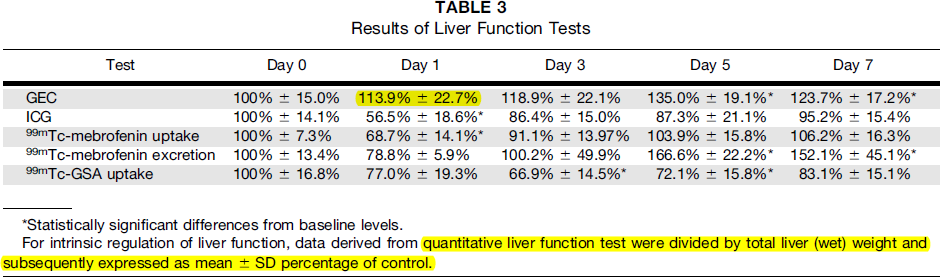 TABLE 3
Results of Liver Function Tests
Test Day 0 Day 1 Day 3 Day 5 Day 7
GEC 100% ± 15.0% 113.9% ± 22.7% 118.9% ± 22.1% 135.0% ± 19.1%* 123.7% ± 17.2%*
ICG 100% ± 14.1% 56.5% ± 18.6%* 86.4% ± 15.0% 87.3% ± 21.1% 95.2% ± 15.4%
⁹⁹ᵐTc-mebrofenin uptake 100% ± 7.3% 68.7% ± 14.1%* 91.1% ± 13.97% 103.9% ± 15.8% 106.2% ± 16.3%
⁹⁹ᵐTc-mebrofenin excretion 100% ± 13.4% 78.8% ± 5.9% 100.2% ± 49.9% 166.6% ± 22.2%* 152.1% ± 45.1%*
⁹⁹ᵐTc-GSA uptake 100% ± 16.8% 77.0% ± 19.3% 66.9% ± 14.5%* 72.1% ± 15.8%* 83.1% ± 15.1%
*Statistically significant differences from baseline levels.
For intrinsic regulation of liver function, data derived from quantitative liver function test were divided by total liver (wet) weight and
subsequently expressed as mean ± SD percentage of control.